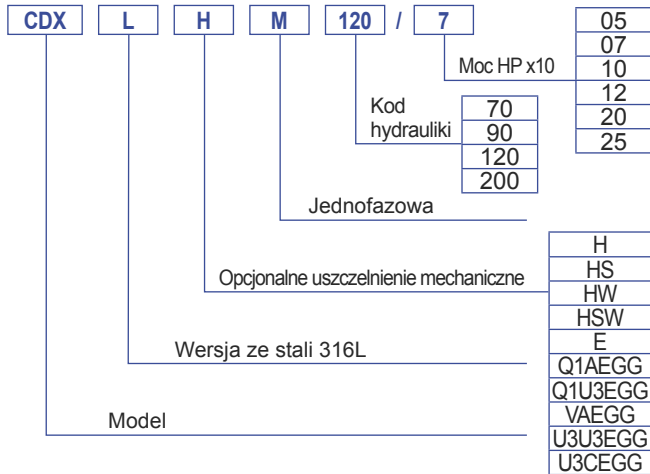 CDX L H M 120 / 7
Moc HP x10
05
07
10
12
20
25
Kod
hydrauliki
70
90
120
200
Jednofazowa
Opcjonalne uszczelnienie mechaniczne
H
HS
HW
HSW
E
Q1AEGG
Q1U3EGG
VAEGG
U3U3EGG
U3CEGG
Wersja ze stali 316L
Model